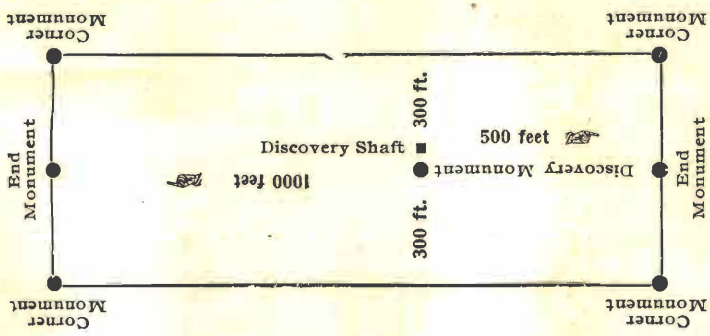 Corner
Monument
Corner
Monument
End
Monument
300 ft.
Discovery Shaft
500 feet
1000 feet
Discovery Monument
300 ft.
End
Monument
Corner
Monument
Corner
Monument